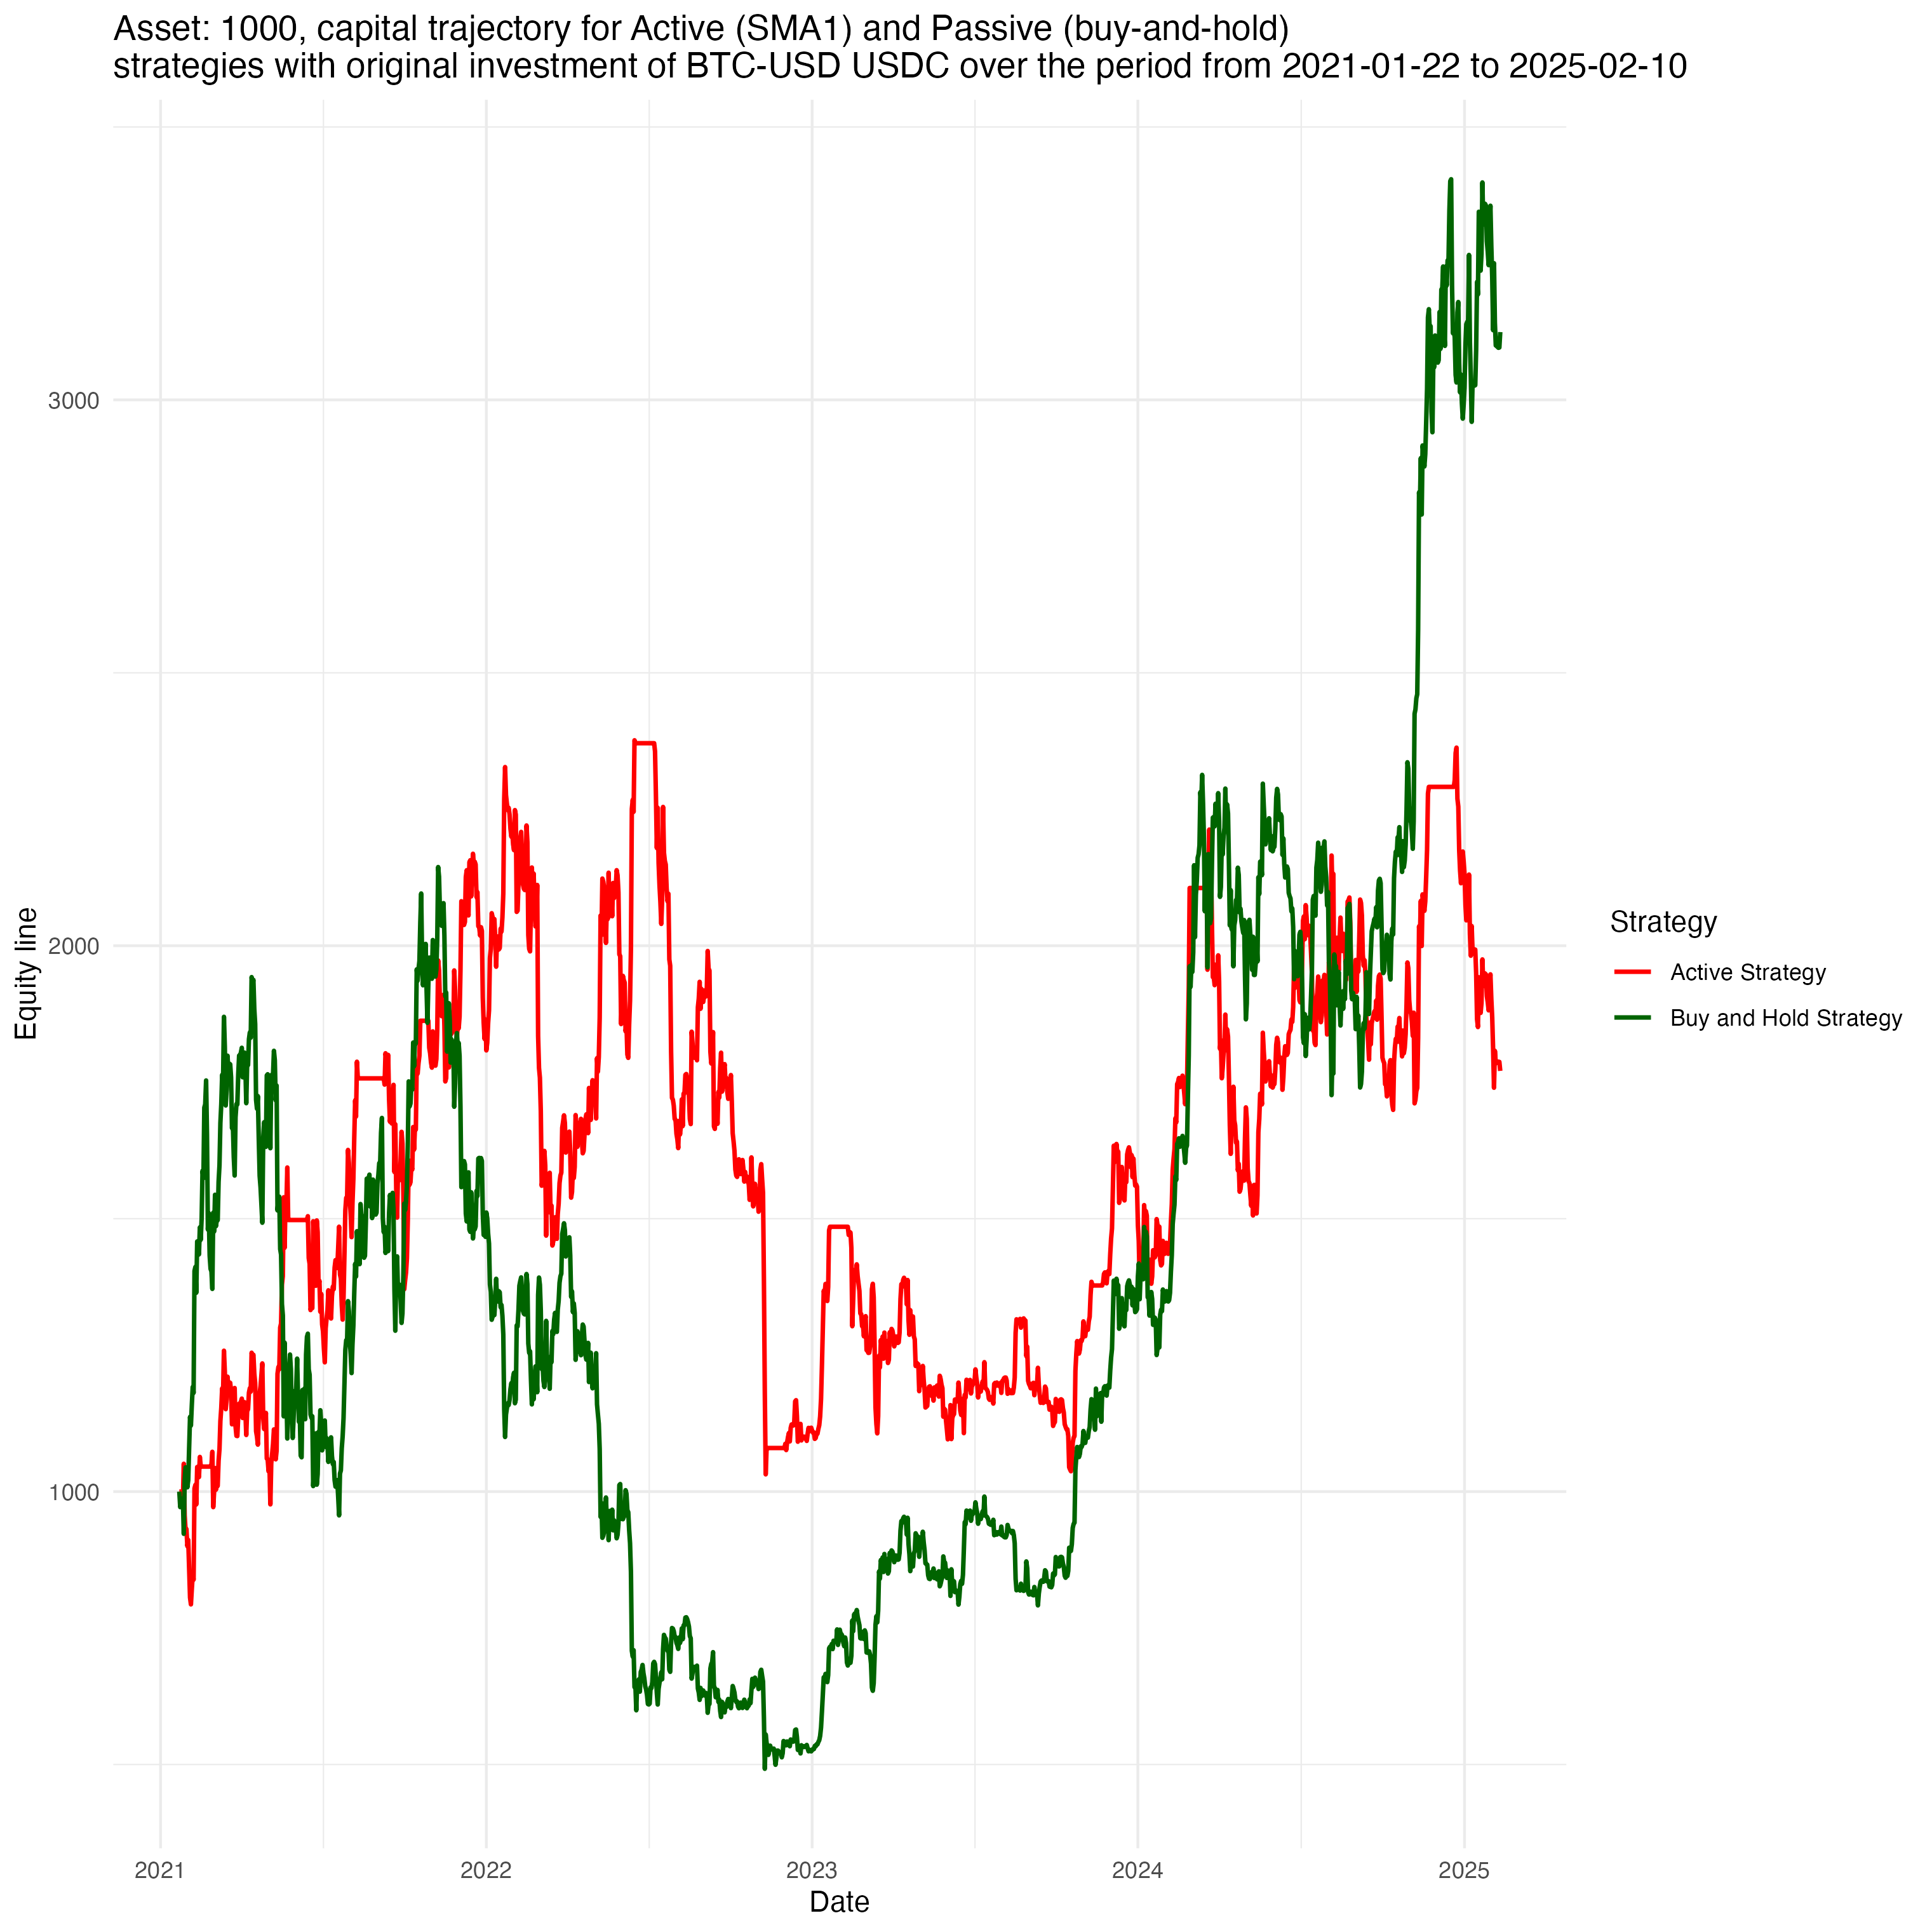 Asset: 1000, capital trajectory for Active (SMA1) and Passive (buy-and-hold)
strategies with original investment of BTC-USD USDC over the period from 2021-01-22 to 2025-02-10
Equity line
3000
2000
1000
2021
2022
2023
2024
2025
Date
Strategy
Active Strategy
Buy and Hold Strategy